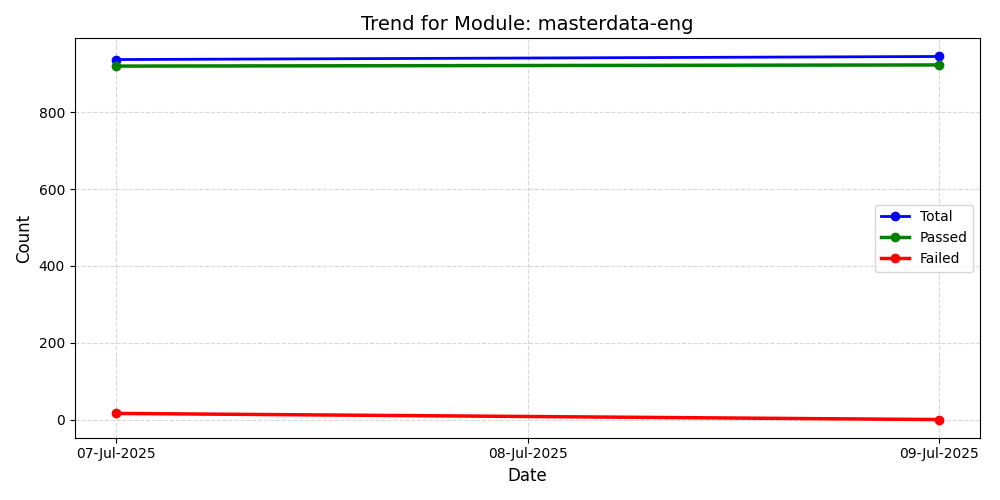 Trend for Module: masterdata-eng
800
600
400
200
0
Count
Total
Passed
Failed
07-Jul-2025
08-Jul-2025
09-Jul-2025
Date